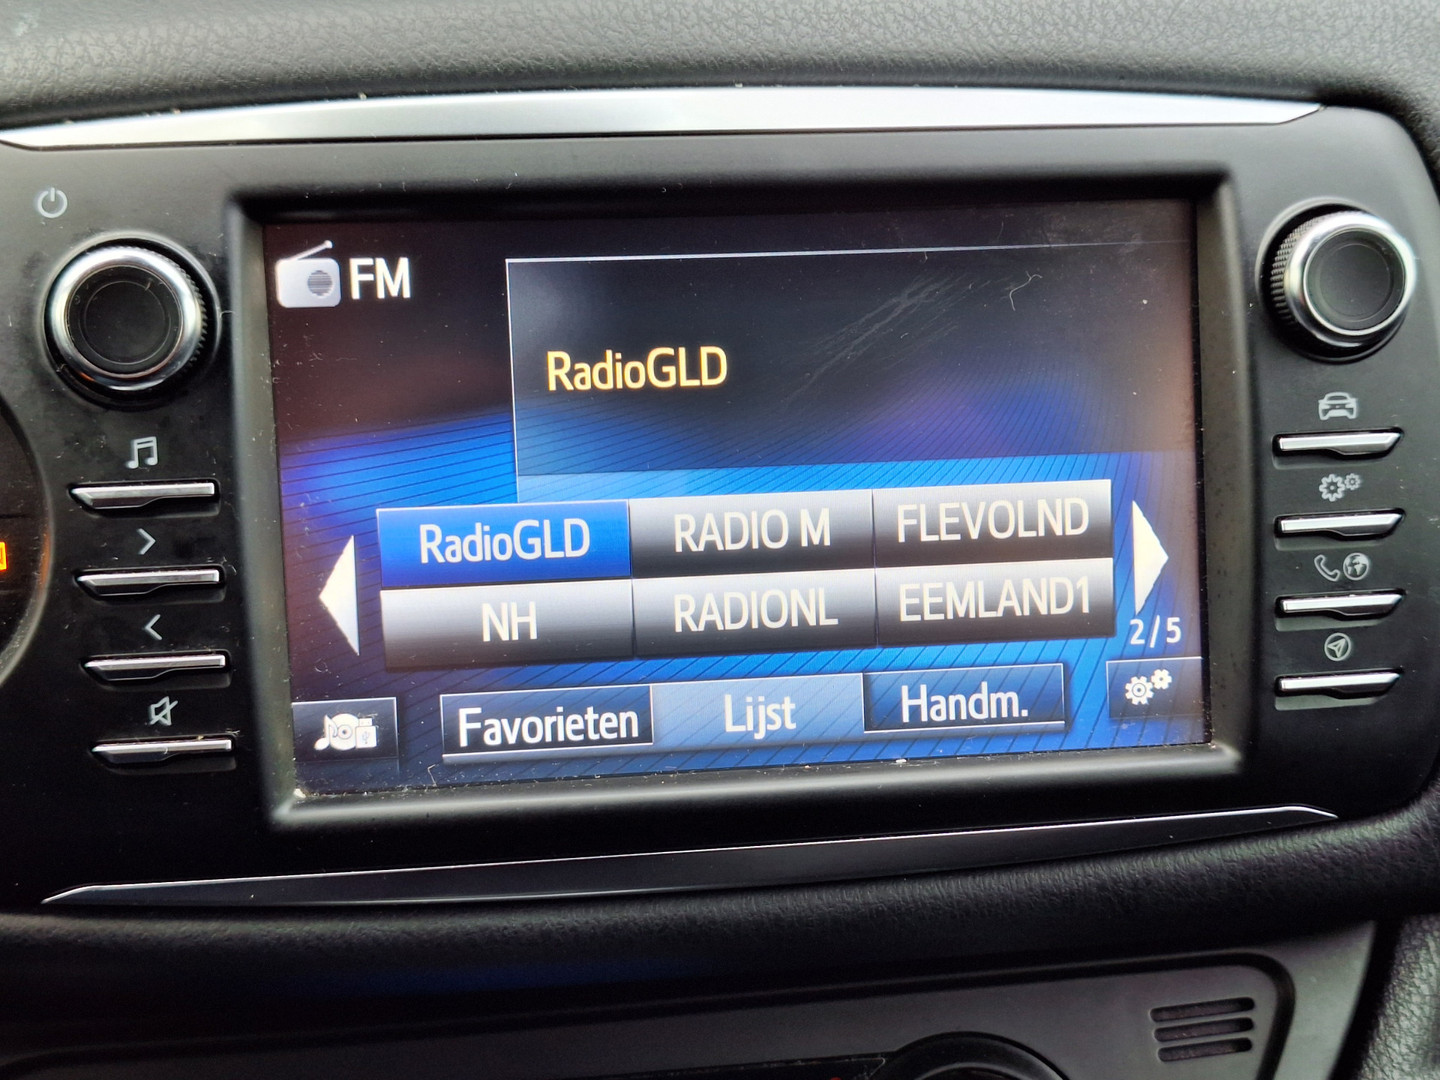 FM
RadioGLD
RadioGLD RADIO M FLEVOLND
NH RADIONL EEMLAND1
2/5
Favorieten Lijst Handm.